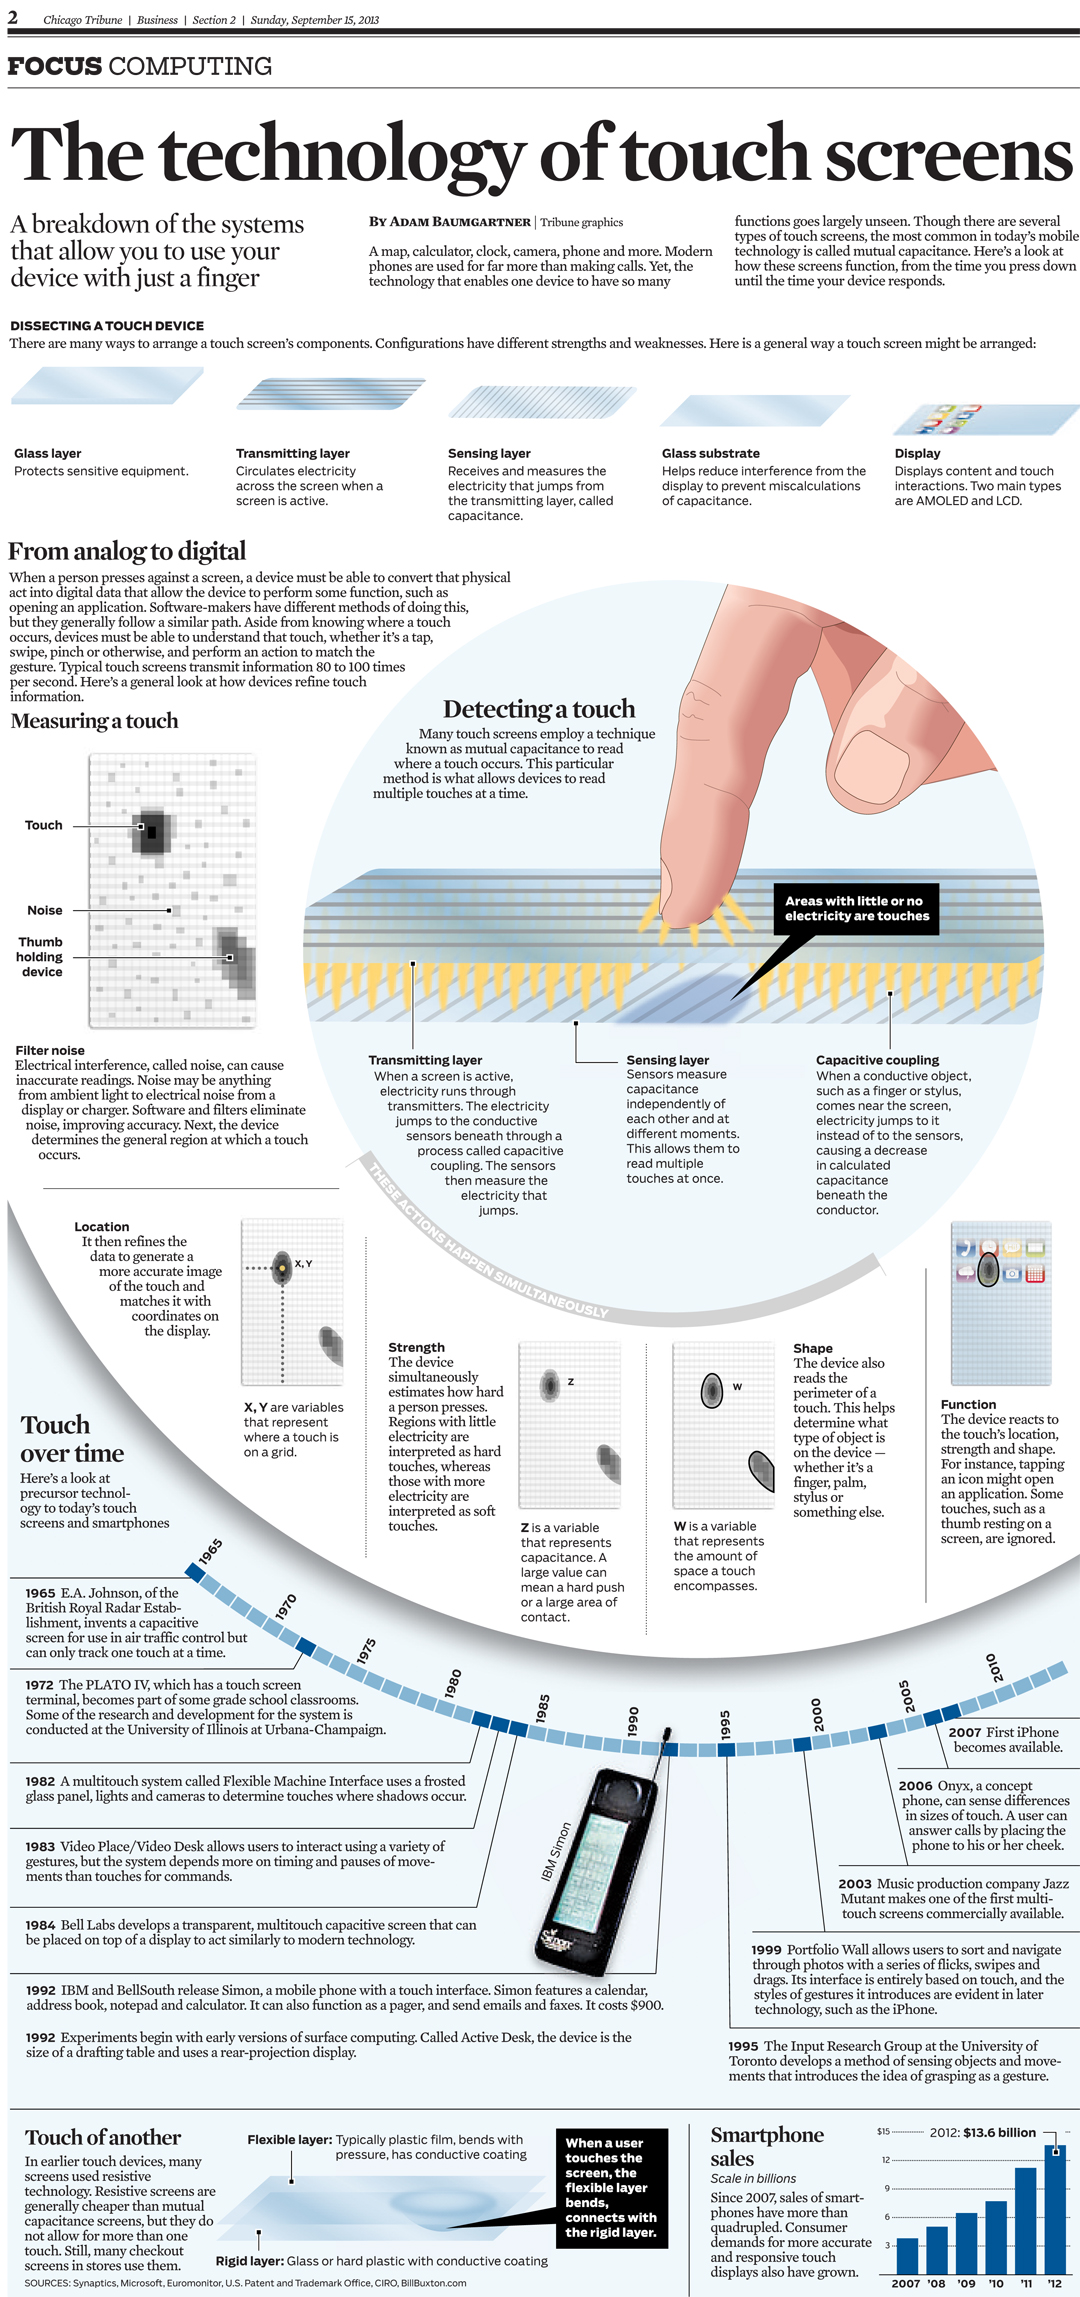 2 Chicago Tribune | Business | Section 2 | Sunday, September 15, 2013
FOCUS COMPUTING
The technology of touch screens
A breakdown of the systems
that allow you to use your
device with just a finger
BY ADAM BAUMGARTNER | Tribune graphics
A map, calculator, clock, camera, phone and more. Modern
phones are used for far more than making calls. Yet, the
technology that enables one device to have so many
functions goes largely unseen. Though there are several
types of touch screens, the most common in today's mobile
technology is called mutual capacitance. Here's a look at
how these screens function, from the time you press down
until the time your device responds.
DISSECTING A TOUCH DEVICE
There are many ways to arrange a touch screen's components. Configurations have different strengths and weaknesses. Here is a general way a touch screen might be arranged:
Glass layer
Protects sensitive equipment.
Transmitting layer
Circulates electricity
across the screen when a
screen is active.
Sensing layer
Receives and measures the
electricity that jumps from
the transmitting layer, called
capacitance.
Glass substrate
Helps reduce interference from the
display to prevent miscalculations
of capacitance.
Display
Displays content and touch
interactions. Two main types
are AMOLED and LCD.
From analog to digital
When a person presses against a screen, a device must be able to convert that physical
act into digital data that allow the device to perform some function, such as
opening an application. Software-makers have different methods of doing this,
but they generally follow a similar path. Aside from knowing where a touch
occurs, devices must be able to understand that touch, whether it's a tap,
swipe, pinch or otherwise, and perform an action to match the
gesture. Typical touch screens transmit information 80 to 100 times
per second. Here's a general look at how devices refine touch
information.
Measuring a touch
Touch
Noise
Thumb
holding
device
Filter noise
Electrical interference, called noise, can cause
inaccurate readings. Noise may be anything
from ambient light to electrical noise from a
display or charger. Software and filters eliminate
noise, improving accuracy. Next, the device
determines the general region at which a touch
occurs.
Detecting a touch
Many touch screens employ a technique
known as mutual capacitance to read
where a touch occurs. This particular
method is what allows devices to read
multiple touches at a time.
Areas with little or no
electricity are touches
Transmitting layer
When a screen is active,
electricity runs through
transmitters. The electricity
jumps to the conductive
sensors beneath through a
process called capacitive
coupling. The sensors
then measure the
electricity that
jumps.
Sensing layer
Sensors measure
capacitance
independently of
each other and at
different moments.
This allows them to
read multiple
touches at once.
Capacitive coupling
When a conductive object,
such as a finger or stylus,
comes near the screen,
electricity jumps to it
instead of to the sensors,
causing a decrease
in calculated
capacitance
beneath the
conductor.
THESE ACTIONS HAPPEN SIMULTANEOUSLY
Location
It then refines the
data to generate a
more accurate image
of the touch and
matches it with
coordinates on
the display.
X, Y
X, Y are variables
that represent
where a touch is
on a grid.
Strength
The device
simultaneously
estimates how hard
a person presses.
Regions with little
electricity are
interpreted as hard
touches, whereas
those with more
electricity are
interpreted as soft
touches.
Z
Z is a variable
that represents
capacitance. A
large value can
mean a hard push
or a large area of
contact.
W
W is a variable
that represents
the amount of
space a touch
encompasses.
Shape
The device also
reads the
perimeter of a
touch. This helps
determine what
type of object is
on the device —
whether it's a
finger, palm,
stylus or
something else.
Function
The device reacts to
the touch's location,
strength and shape.
For instance, tapping
an icon might open
an application. Some
touches, such as a
thumb resting on a
screen, are ignored.
Touch
over time
Here's a look at
precursor technol-
ogy to today's touch
screens and smartphones
1965
1970
1975
1980
1985
1990
1995
2000
2005
2010
1965 E.A. Johnson, of the
British Royal Radar Estab-
lishment, invents a capacitive
screen for use in air traffic control but
can only track one touch at a time.
1972 The PLATO IV, which has a touch screen
terminal, becomes part of some grade school classrooms.
Some of the research and development for the system is
conducted at the University of Illinois at Urbana-Champaign.
1982 A multitouch system called Flexible Machine Interface uses a frosted
glass panel, lights and cameras to determine touches where shadows occur.
1983 Video Place/Video Desk allows users to interact using a variety of
gestures, but the system depends more on timing and pauses of move-
ments than touches for commands.
1984 Bell Labs develops a transparent, multitouch capacitive screen that can
be placed on top of a display to act similarly to modern technology.
IBM Simon
Simon
1992 IBM and BellSouth release Simon, a mobile phone with a touch interface. Simon features a calendar,
address book, notepad and calculator. It can also function as a pager, and send emails and faxes. It costs $900.
1992 Experiments begin with early versions of surface computing. Called Active Desk, the device is the
size of a drafting table and uses a rear-projection display.
2007 First iPhone
becomes available.
2006 Onyx, a concept
phone, can sense differences
in sizes of touch. A user can
answer calls by placing the
phone to his or her cheek.
2003 Music production company Jazz
Mutant makes one of the first multi-
touch screens commercially available.
1999 Portfolio Wall allows users to sort and navigate
through photos with a series of flicks, swipes and
drags. Its interface is entirely based on touch, and the
styles of gestures it introduces are evident in later
technology, such as the iPhone.
1995 The Input Research Group at the University of
Toronto develops a method of sensing objects and move-
ments that introduces the idea of grasping as a gesture.
Touch of another
In earlier touch devices, many
screens used resistive
technology. Resistive screens are
generally cheaper than mutual
capacitance screens, but they do
not allow for more than one
touch. Still, many checkout
screens in stores use them.
Flexible layer: Typically plastic film, bends with
pressure, has conductive coating
When a user
touches the
screen, the
flexible layer
bends,
connects with
the rigid layer.
Rigid layer: Glass or hard plastic with conductive coating
SOURCES: Synaptics, Microsoft, Euromonitor, U.S. Patent and Trademark Office, CIRO, BillBuxton.com
Smartphone
sales
Scale in billions
Since 2007, sales of smart-
phones have more than
quadrupled. Consumer
demands for more accurate
and responsive touch
displays also have grown.
2012: $13.6 billion
$15
12
9
6
3
2007 '08 '09 '10 '11 '12